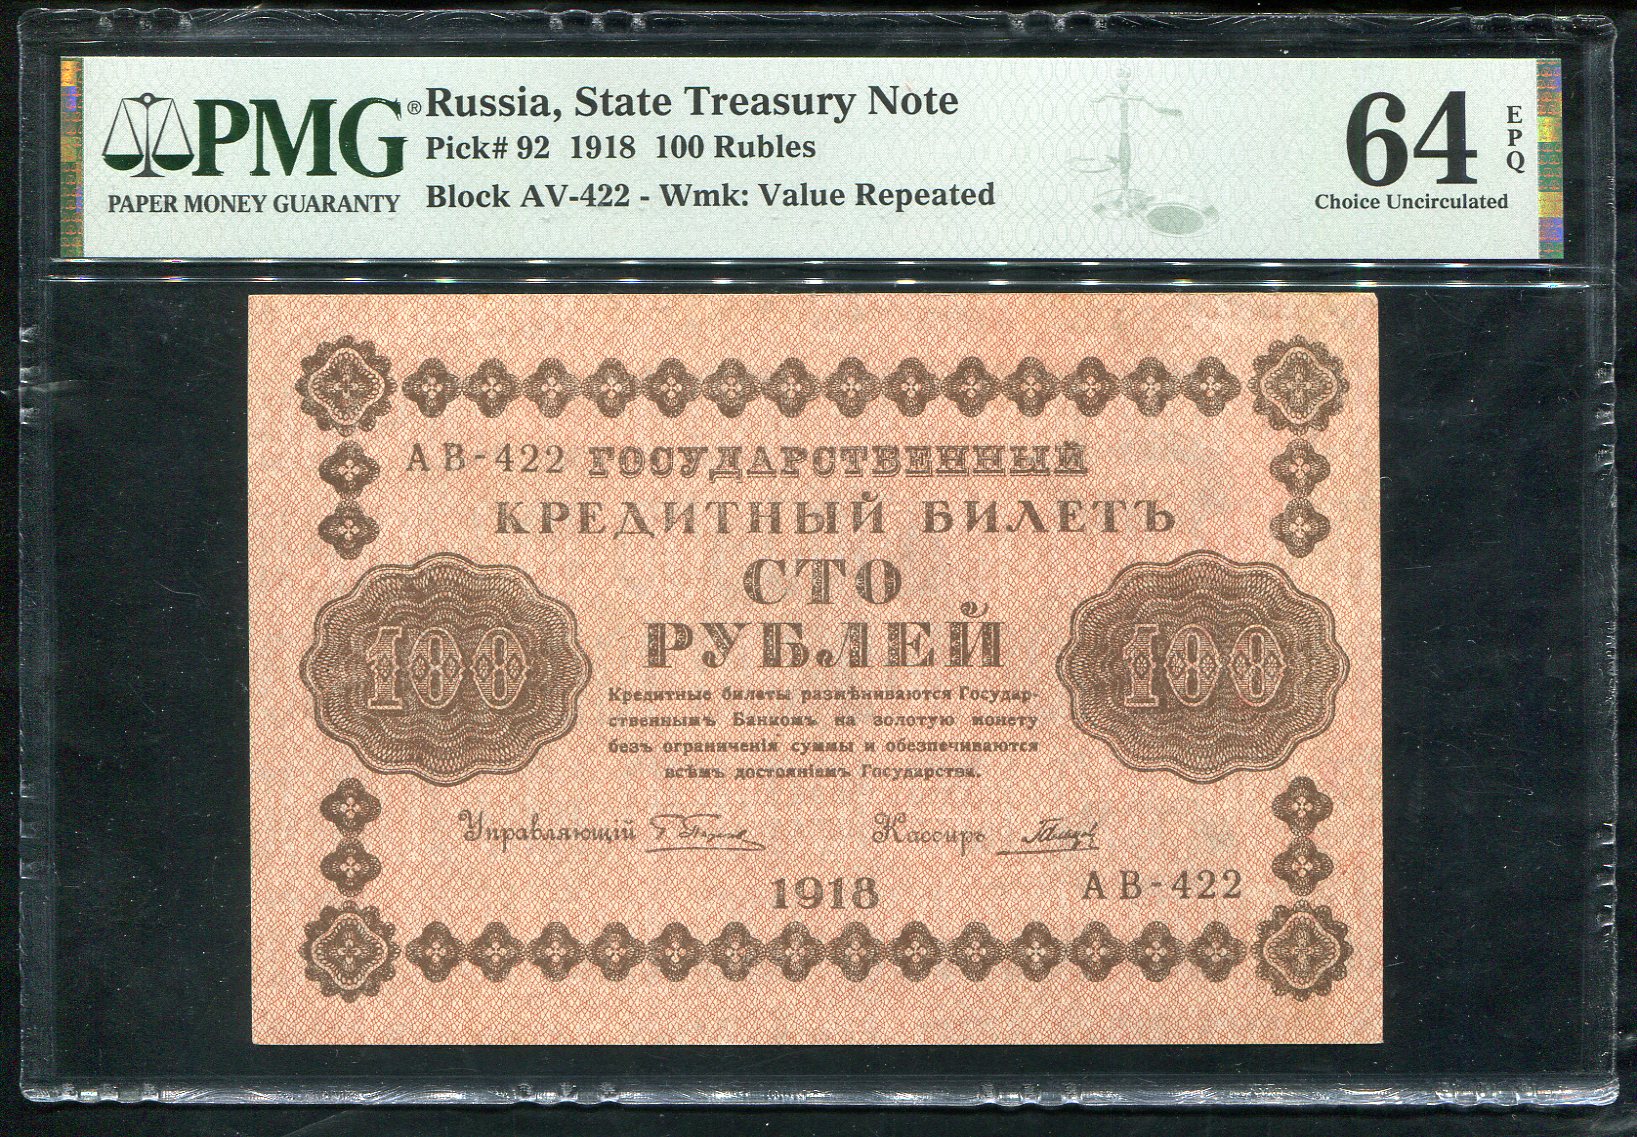 PMG®
PAPER MONEY GUARANTY
Russia, State Treasury Note
Pick# 92 1918 100 Rubles
Block AV-422 - Wmk: Value Repeated
64
EPQ
Choice Uncirculated
АВ-422 ГОСУДАРСТВЕННЫЙ
КРЕДИТНЫЙ БИЛЕТЪ
СТО
РУБЛЕЙ
100
100
Кредитные билеты размѣниваются Государ-
ственнымъ Банкомъ на золотую монету
безъ ограниченія суммы и обезпечиваются
всѣмъ достояніемъ Государства.
Управляющій
Кассиръ
1918
АВ-422